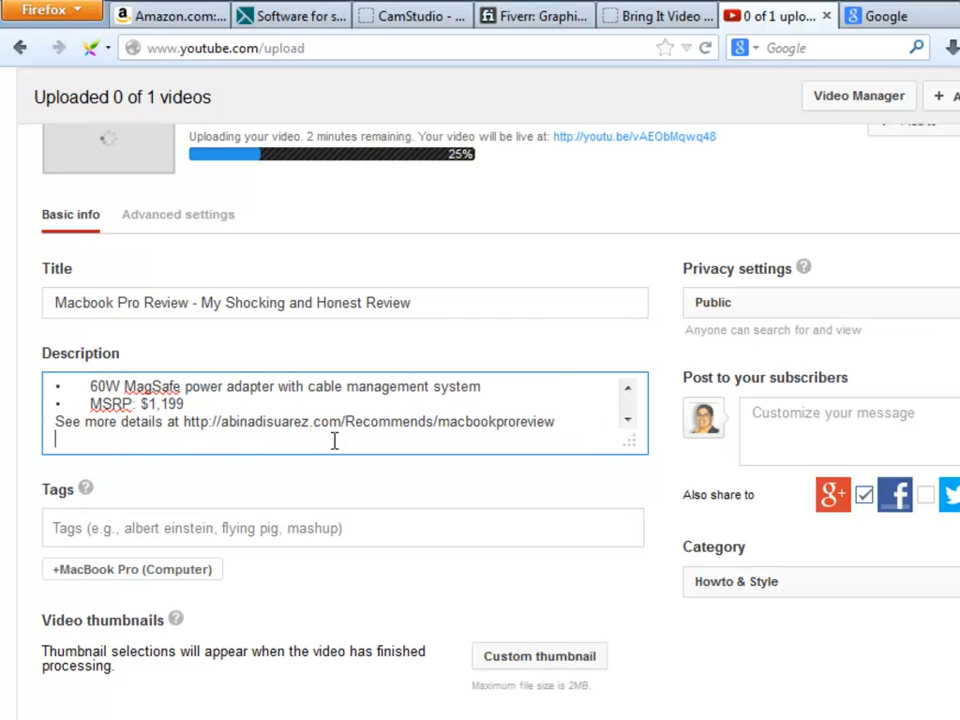 Firefox
Amazon.com:...
Software for s...
CamStudio - ...
Fiverr: Graphi...
Bring It Video ...
0 of 1 uplo...
Google
www.youtube.com/upload
Google
Uploaded 0 of 1 videos
Video Manager
+ A
Uploading your video. 2 minutes remaining. Your video will be live at: http://youtu.be/vAEObMqwq48
25%
Basic info
Advanced settings
Title
Macbook Pro Review - My Shocking and Honest Review
Description
• 60W MagSafe power adapter with cable management system
• MSRP: $1,199
See more details at http://abinadisuarez.com/Recommends/macbookproreview
Tags
Tags (e.g., albert einstein, flying pig, mashup)
+MacBook Pro (Computer)
Video thumbnails
Thumbnail selections will appear when the video has finished
processing.
Custom thumbnail
Maximum file size is 2MB.
Privacy settings
Public
Anyone can search for and view
Post to your subscribers
Customize your message
Also share to
Category
Howto & Style